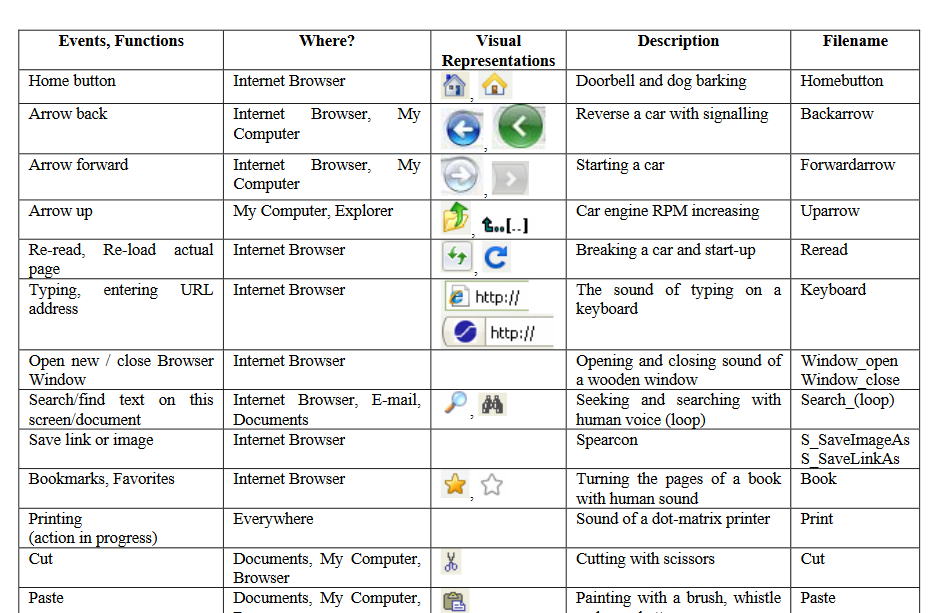 Events, Functions Where? Visual Representations Description Filename
Home button Internet Browser , Doorbell and dog barking Homebutton
Arrow back Internet Browser, My Computer , Reverse a car with signalling Backarrow
Arrow forward Internet Browser, My Computer , Starting a car Forwardarrow
Arrow up My Computer, Explorer , [..] Car engine RPM increasing Uparrow
Re-read, Re-load actual page Internet Browser , Breaking a car and start-up Reread
Typing, entering URL address Internet Browser http:// http:// The sound of typing on a keyboard Keyboard
Open new / close Browser Window Internet Browser Opening and closing sound of a wooden window Window_open Window_close
Search/find text on this screen/document Internet Browser, E-mail, Documents , Seeking and searching with human voice (loop) Search_(loop)
Save link or image Internet Browser Spearcon S_SaveImageAs S_SaveLinkAs
Bookmarks, Favorites Internet Browser , Turning the pages of a book with human sound Book
Printing (action in progress) Everywhere Sound of a dot-matrix printer Print
Cut Documents, My Computer, Browser Cutting with scissors Cut
Paste Documents, My Computer, Painting with a brush, whistle Paste